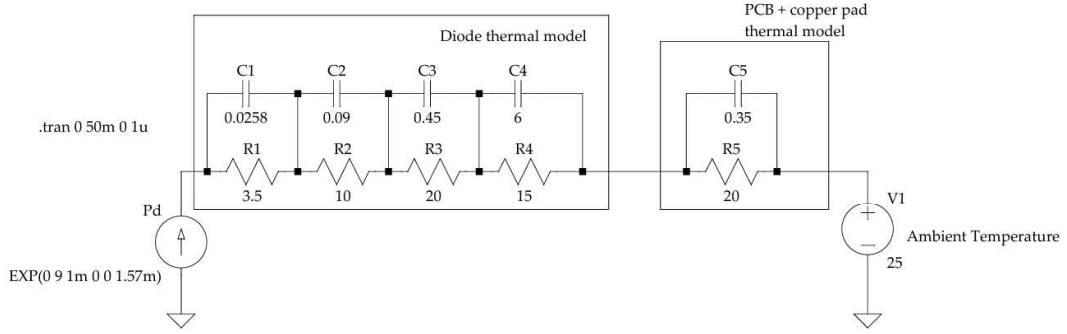 PCB + copper pad
thermal model
Diode thermal model
C1
C2
C3
C4
C5
0.0258
0.09
0.45
6
0.35
.tran 0 50m 0 1u
R1
R2
R3
R4
R5
3.5
10
20
15
20
Pd
V1
Ambient Temperature
25
EXP(0 9 1m 0 0 1.57m)